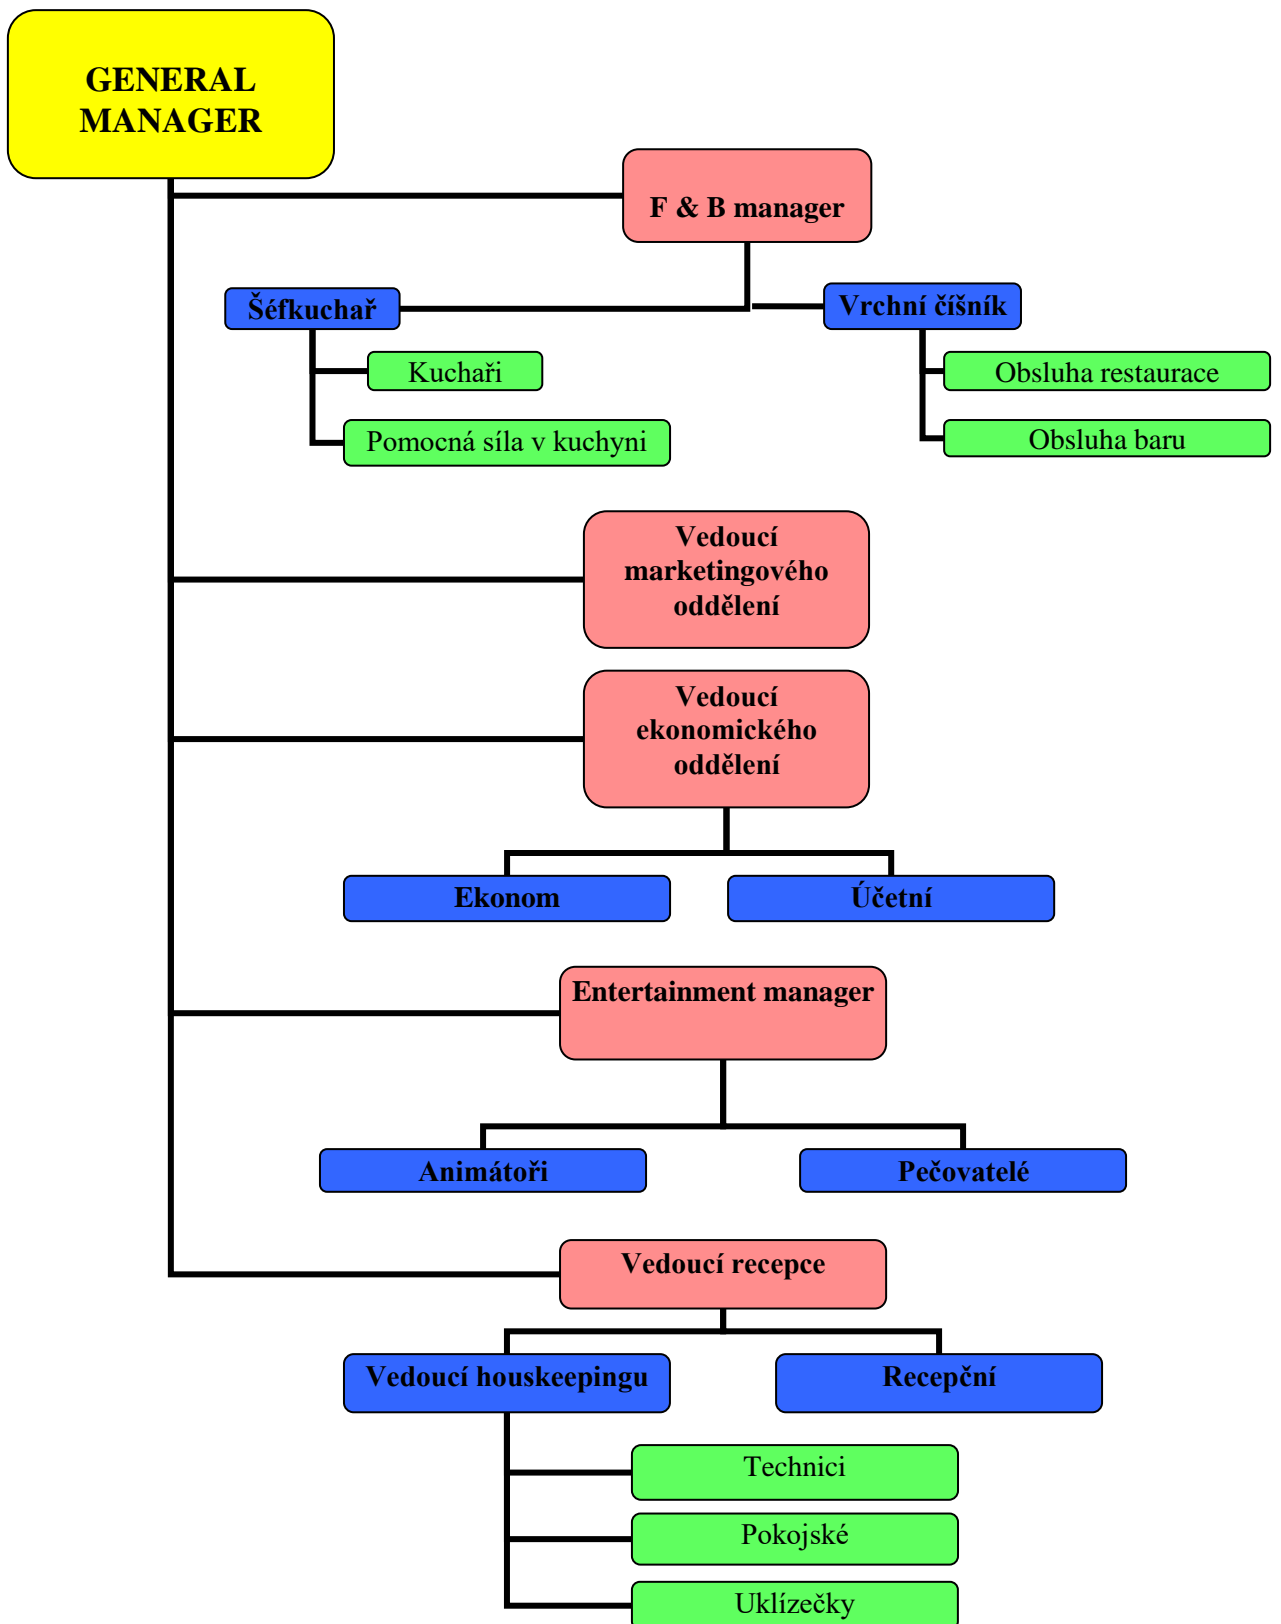 GENERAL
MANAGER
F & B manager
Šéfkuchař
Vrchní číšník
Kuchaři
Obsluha restaurace
Pomocná síla v kuchyni
Obsluha baru
Vedoucí
marketingového
oddělení
Vedoucí
ekonomického
oddělení
Ekonom
Účetní
Entertainment manager
Animátoři
Pečovatelé
Vedoucí recepce
Vedoucí houskeepingu
Recepční
Technici
Pokojské
Uklízečky